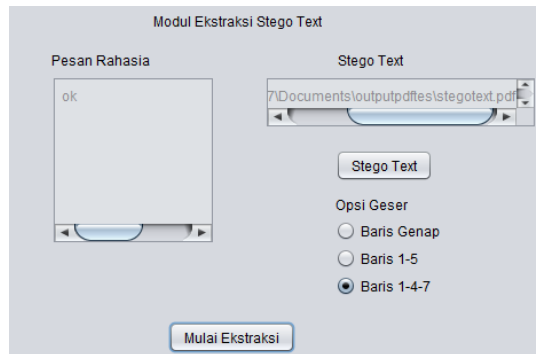 Modul Ekstraksi Stego Text
Pesan Rahasia
ok
Stego Text
7\Documents\outputpdftes\stegotext.pdf
Stego Text
Opsi Geser
Baris Genap
Baris 1-5
Baris 1-4-7
Mulai Ekstraksi